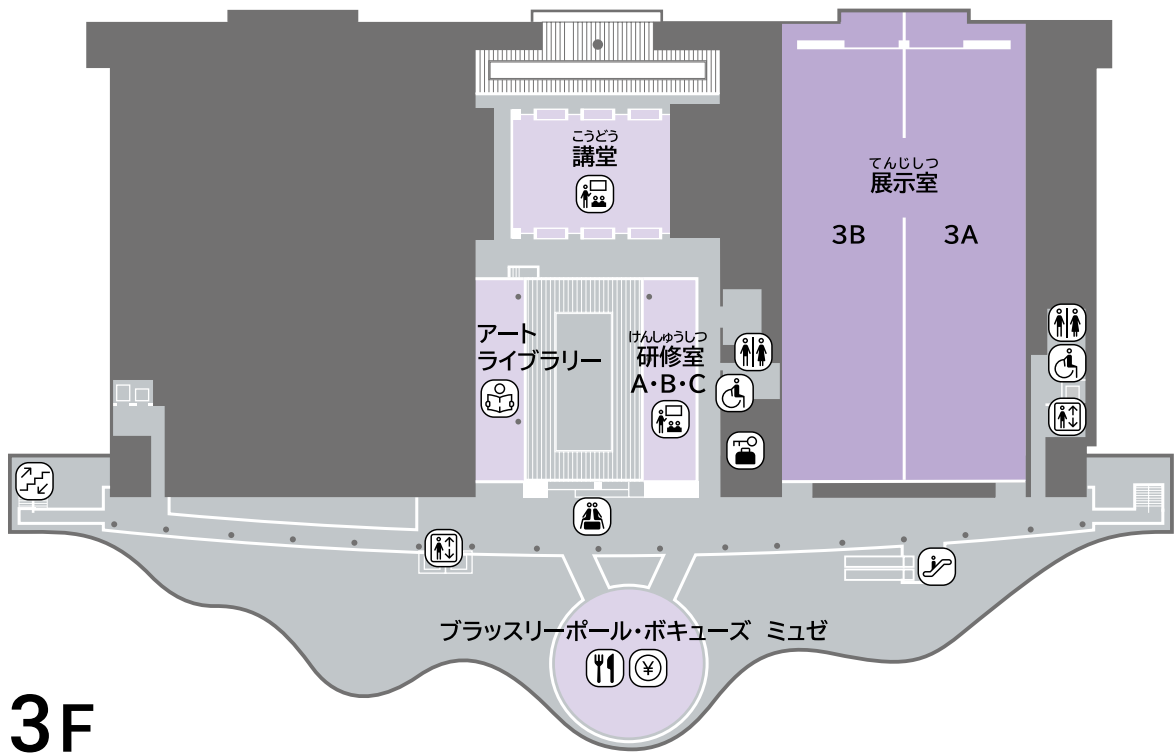 こうどう
講堂
てんじしつ
展示室
3B
3A
アート
ライブラリー
けんしゅうしつ
研修室
A・B・C
ブラッスリーポール・ボキューズ ミュゼ
¥
3F